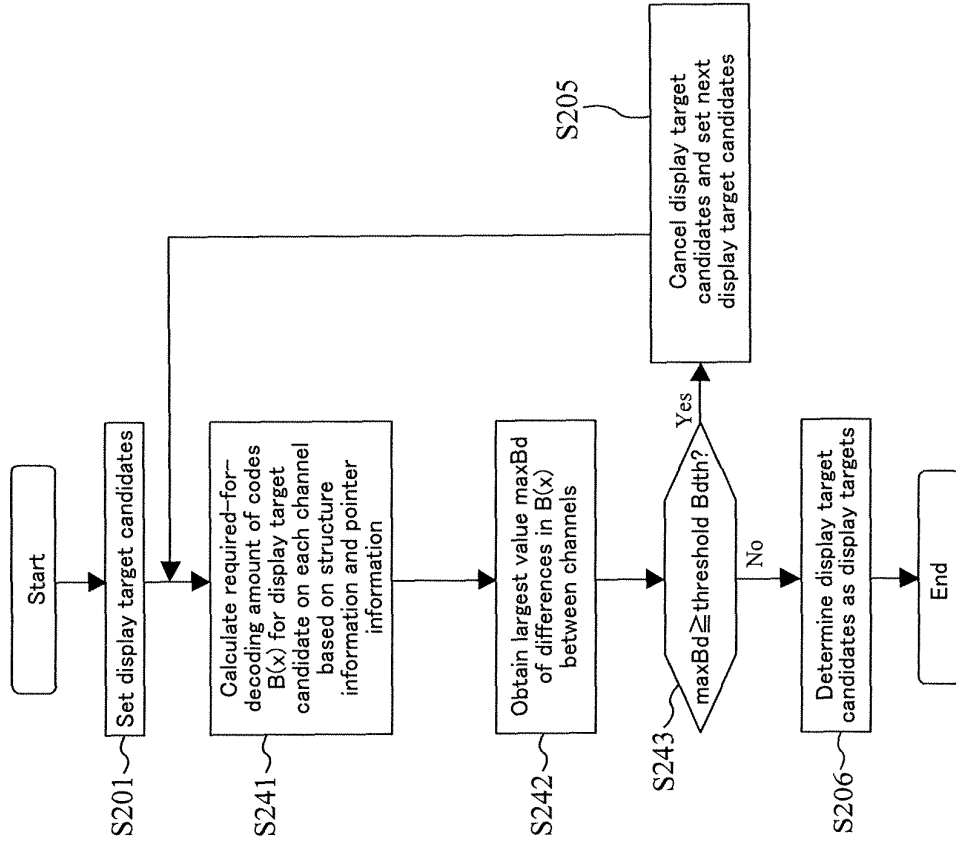 Start
S201
Set display target candidates
S241
Calculate required-for-
decoding amount of codes
B(x) for display target
candidate on each channel
based on structure
information and pointer
information
S242
Obtain largest value maxBd
of differences in B(x)
between channels
S243
maxBd≧threshold Bdth?
Yes
No
S205
Cancel display target
candidates and set next
display target candidates
S206
Determine display target
candidates as display targets
End